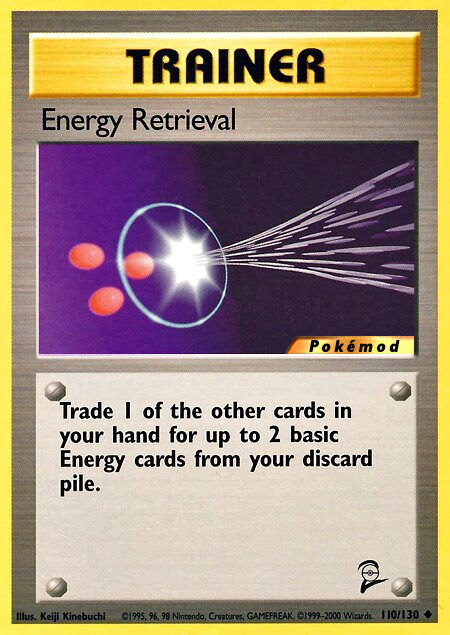 TRAINER
Energy Retrieval
Pokémod
Trade 1 of the other cards in
your hand for up to 2 basic
Energy cards from your discard
pile.
Illus. Keiji Kinebuchi ©1995, 96, 98 Nintendo, Creatures, GAMEFREAK. ©1999-2000 Wizards. 110/130 ◆